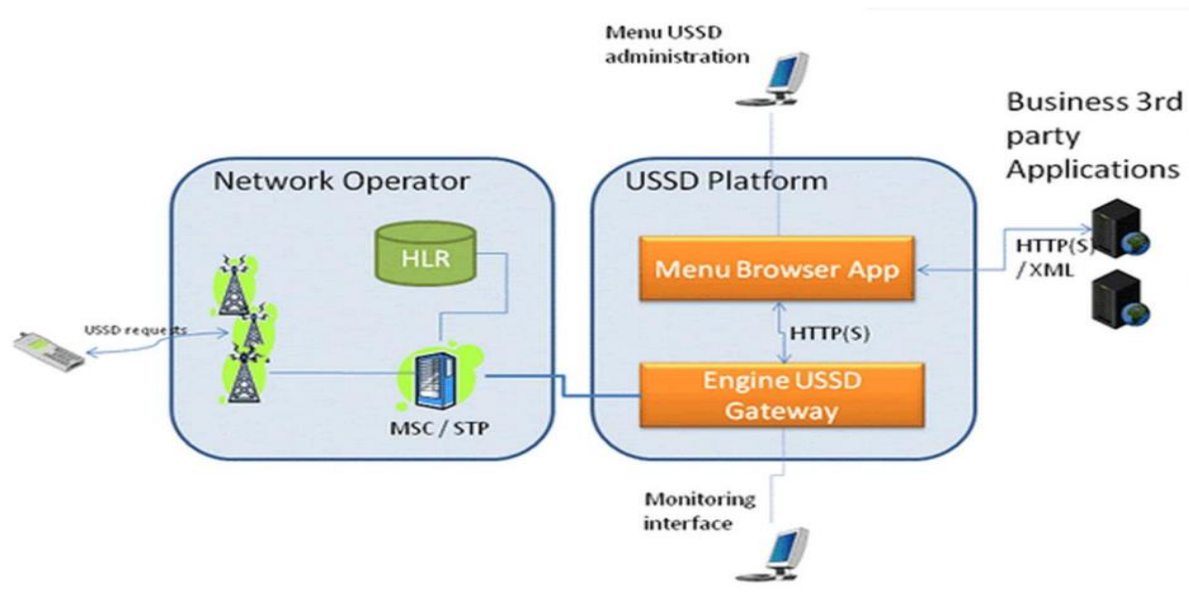 Menu USSD
administration
Business 3rd
party
Applications
Network Operator
USSD Platform
HLR
Menu Browser App
HTTP(S)
/ XML
USSD requests
HTTP(S)
Engine USSD
Gateway
MSC / STP
Monitoring
interface